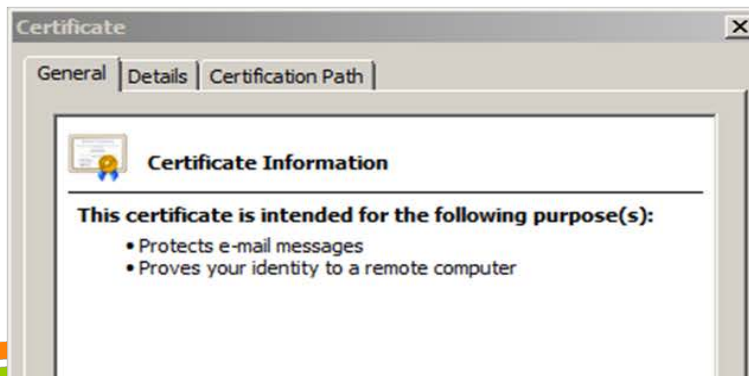 Certificate
General Details Certification Path
Certificate Information
This certificate is intended for the following purpose(s):
• Protects e-mail messages
• Proves your identity to a remote computer